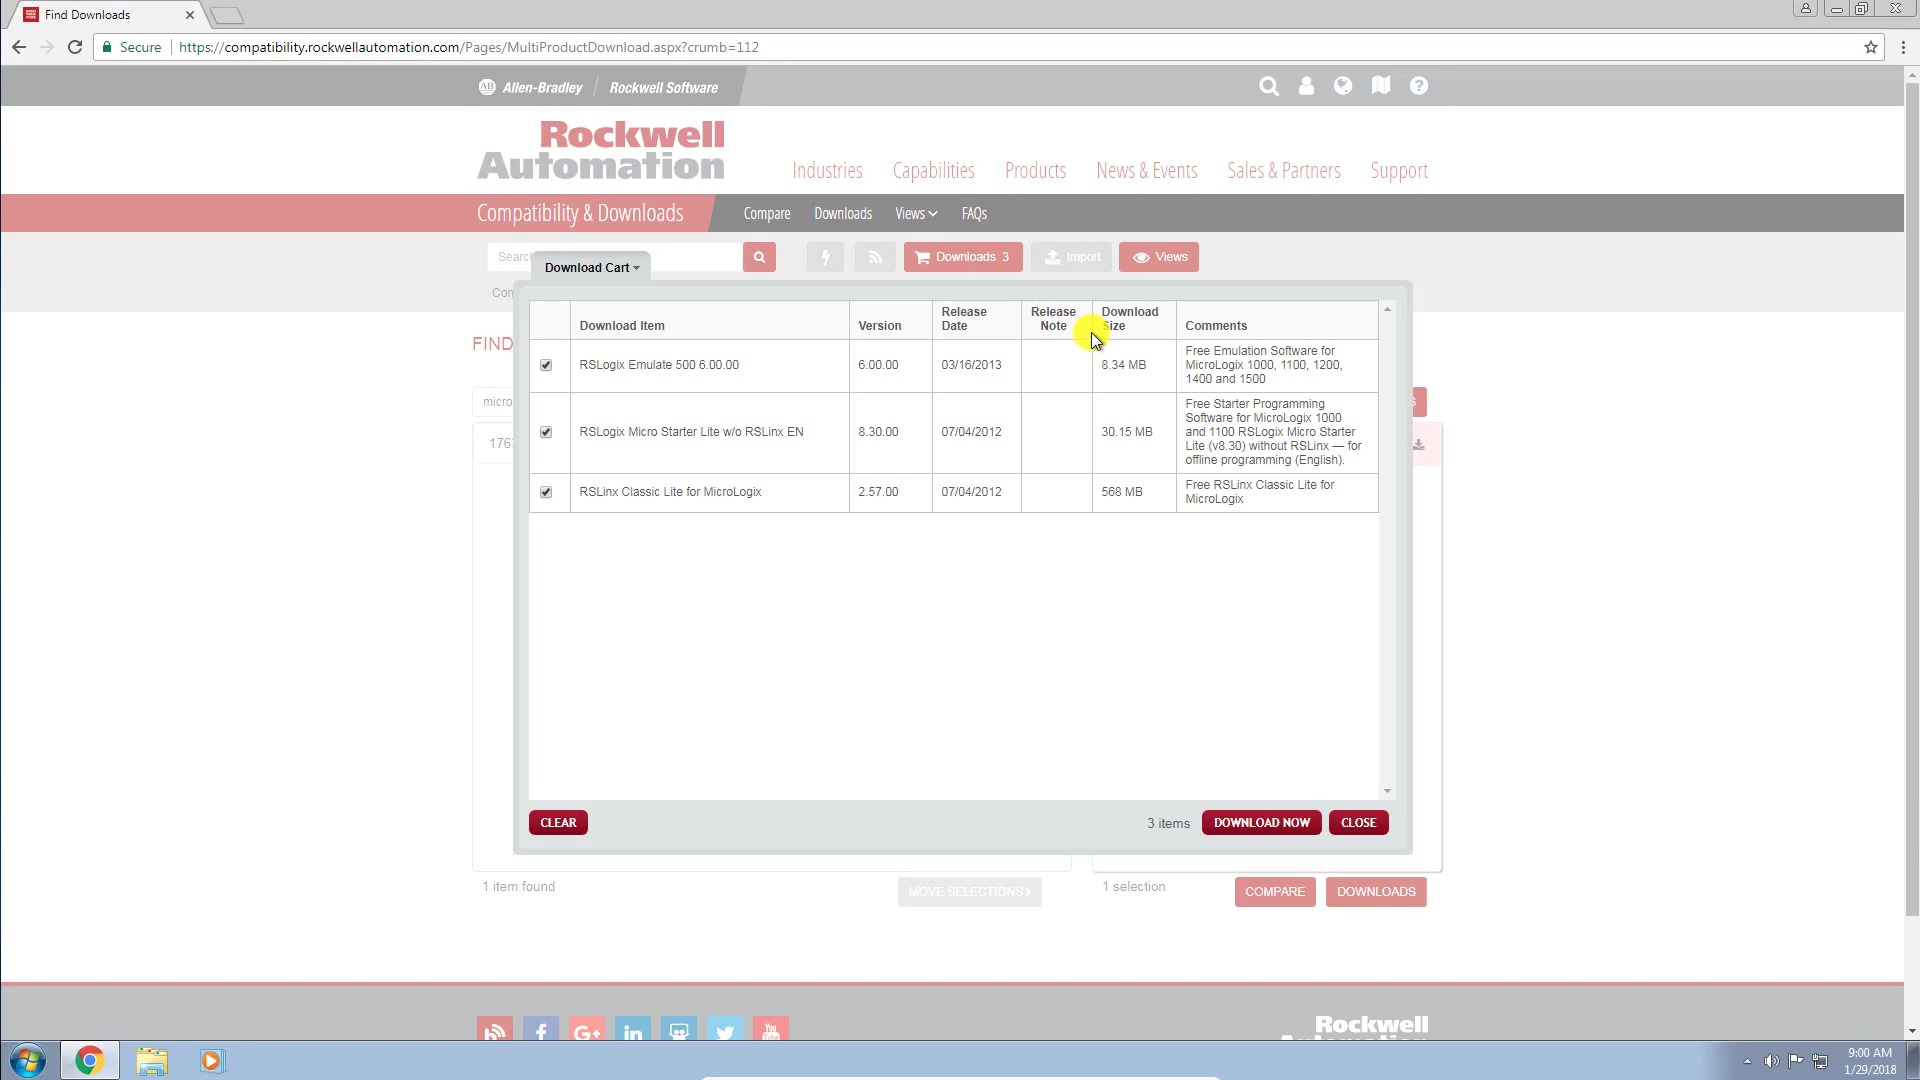 Find Downloads
Secure https://compatibility.rockwellautomation.com/Pages/MultiProductDownload.aspx?crumb=112
AB Allen-Bradley Rockwell Software
Rockwell
Automation
Industries Capabilities Products News & Events Sales & Partners Support
Compatibility & Downloads Compare Downloads Views FAQs
Downloads 3 Import Views
Download Cart
FIND
Download Item Version Release Date Release Note Download Size Comments
RSLogix Emulate 500 6.00.00 6.00.00 03/16/2013 8.34 MB
Free Emulation Software for
MicroLogix 1000, 1100, 1200,
1400 and 1500
RSLogix Micro Starter Lite w/o RSLinx EN 8.30.00 07/04/2012 30.15 MB
Free Starter Programming
Software for MicroLogix 1000
and 1100 RSLogix Micro Starter
Lite (v8.30) without RSLinx — for
offline programming (English).
RSLinx Classic Lite for MicroLogix 2.57.00 07/04/2012 568 MB
Free RSLinx Classic Lite for
MicroLogix
CLEAR 3 items DOWNLOAD NOW CLOSE
1 item found MOVE SELECTIONS 1 selection COMPARE DOWNLOADS
Rockwell
9:00 AM
1/29/2018